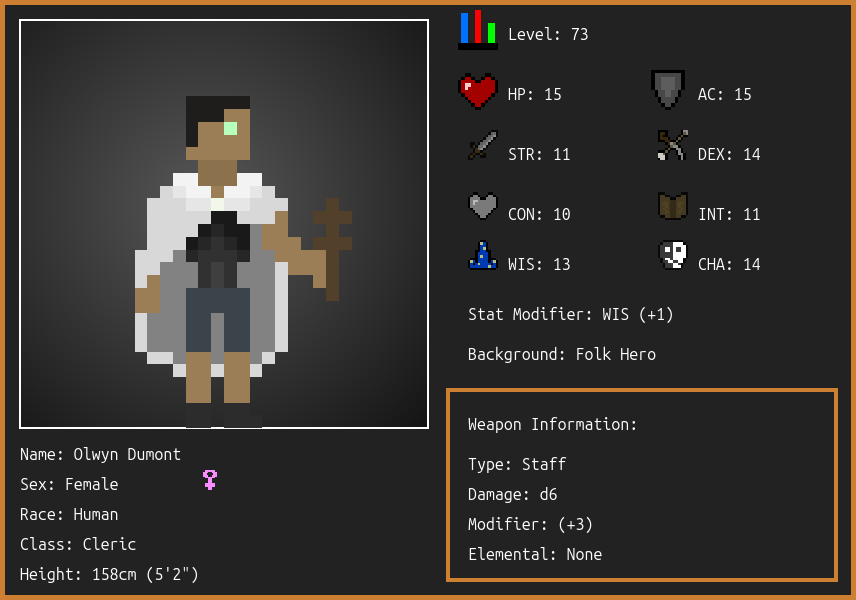 Level: 73
HP: 15
AC: 15
STR: 11
DEX: 14
CON: 10
INT: 11
WIS: 13
CHA: 14
Stat Modifier: WIS (+1)
Background: Folk Hero
Weapon Information:
Type: Staff
Damage: d6
Modifier: (+3)
Elemental: None
Name: Olwyn Dumont
Sex: Female
Race: Human
Class: Cleric
Height: 158cm (5'2")